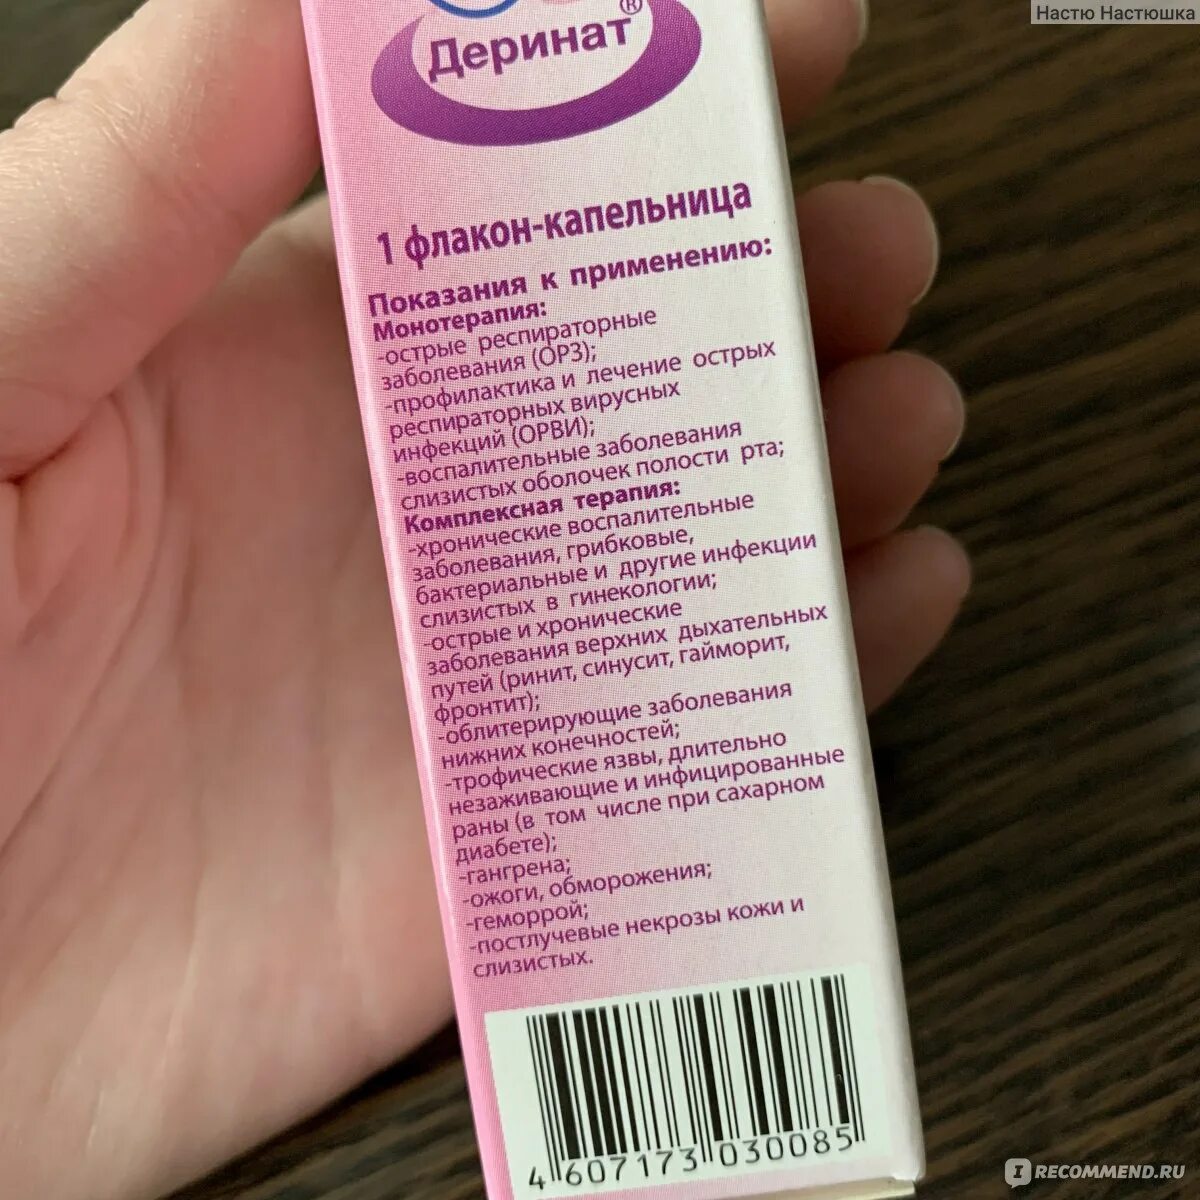 Настю Настюшка
Деринат®
1 флакон-капельница
Показания к применению:
Монотерапия:
-острые респираторные
заболевания (ОРЗ);
-профилактика и лечение острых
респираторных вирусных
инфекций (ОРВИ);
-воспалительные заболевания
слизистых оболочек полости рта;
Комплексная терапия:
-хронические воспалительные
заболевания, грибковые,
бактериальные и другие инфекции
слизистых в гинекологии;
-острые и хронические
заболевания верхних дыхательных
путей (ринит, синусит, гайморит,
фронтит);
-облитерирующие заболевания
нижних конечностей;
-трофические язвы, длительно
незаживающие и инфицированные
раны (в том числе при сахарном
диабете);
-гангрена;
-ожоги, обморожения;
-геморрой;
-постлучевые некрозы кожи и
слизистых.
4 607173 030085
I RECOMMEND.RU